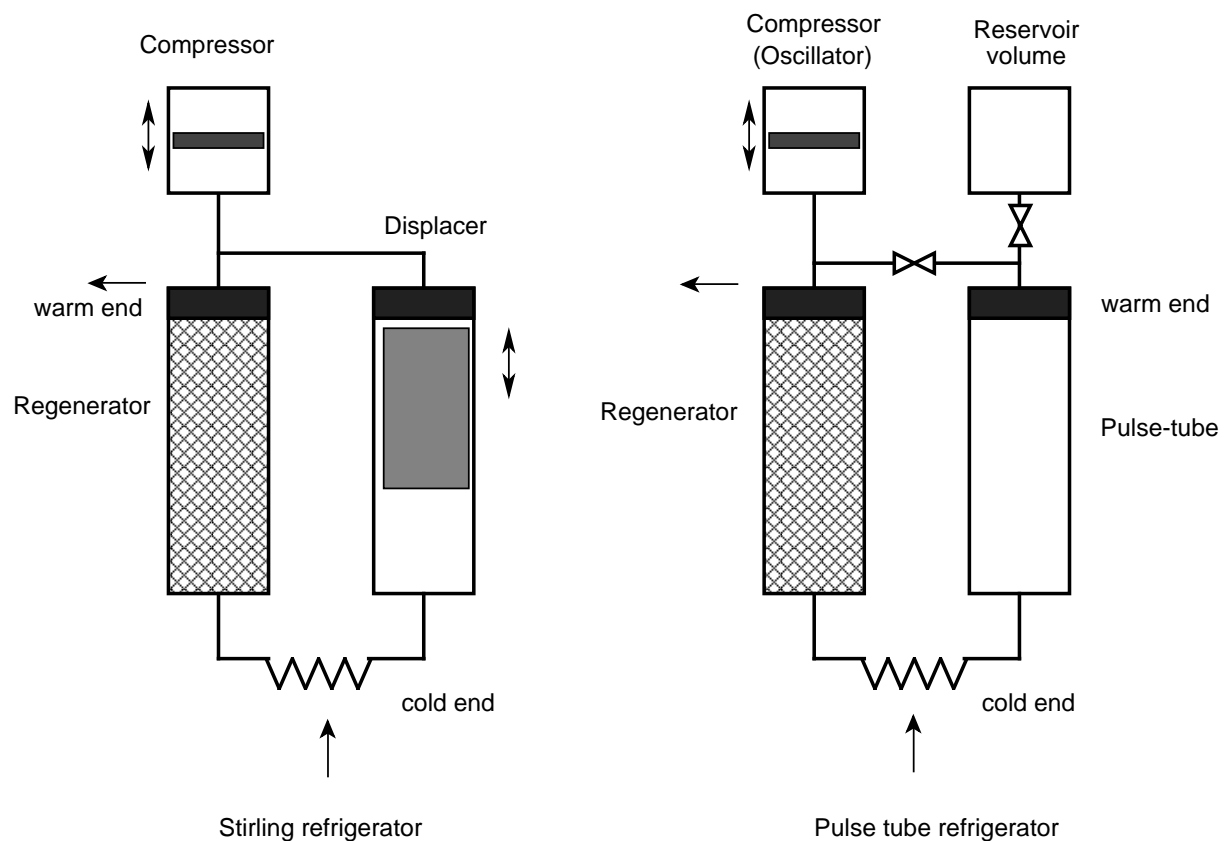 Compressor
Displacer
warm end
Regenerator
cold end
Stirling refrigerator
Compressor
(Oscillator)
Reservoir
volume
warm end
Regenerator
Pulse-tube
cold end
Pulse tube refrigerator